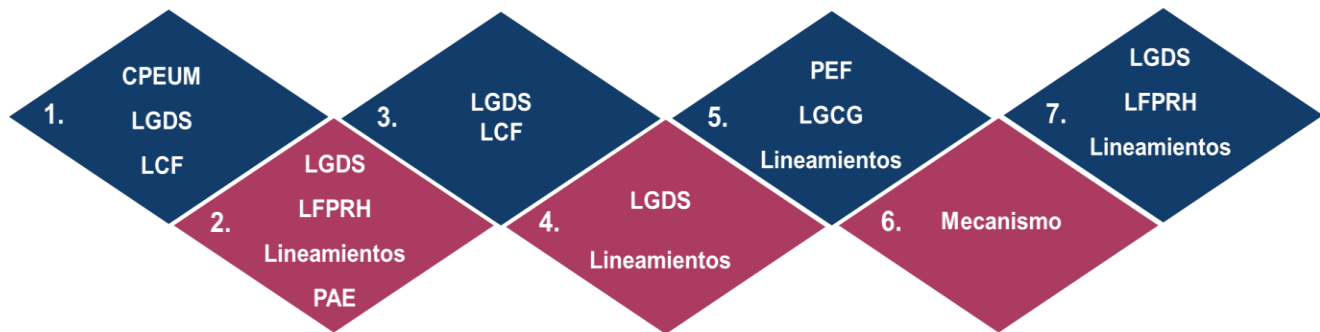 1.
CPEUM
LGDS
LCF
2.
LGDS
LFPRH
Lineamientos
PAE
3.
LGDS
LCF
4.
LGDS
Lineamientos
5.
PEF
LGCG
Lineamientos
6.
Mecanismo
7.
LGDS
LFPRH
Lineamientos